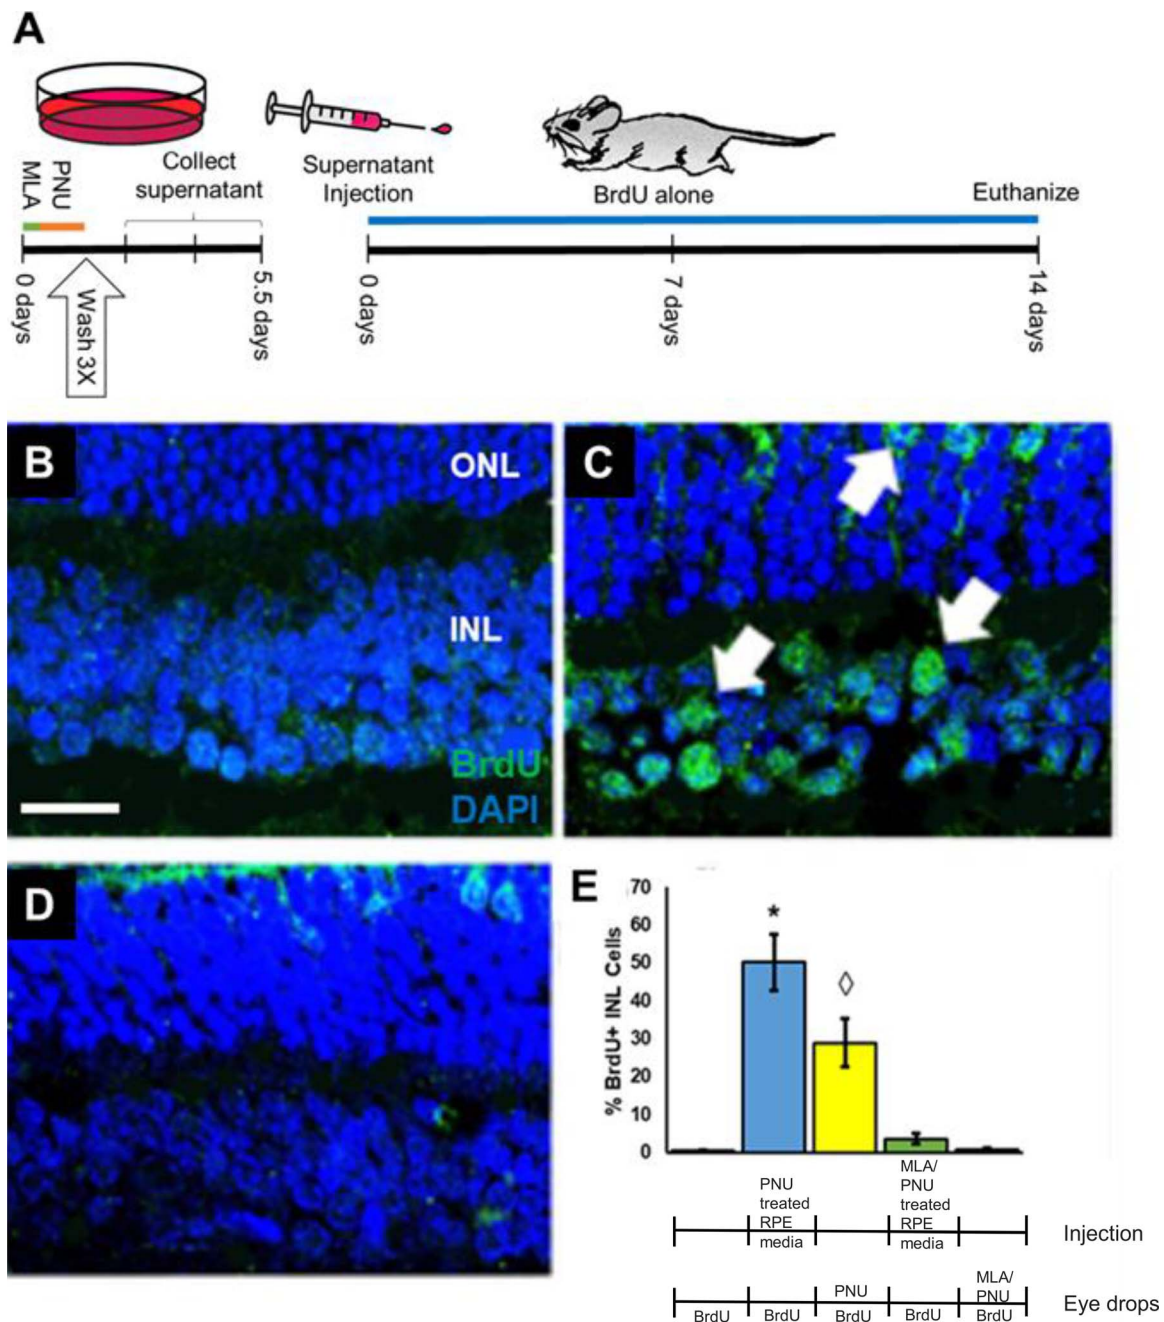 A
MLA
PNU
Collect
supernatant
Wash 3X
0 days
5.5 days
Supernatant
Injection
BrdU alone
Euthanize
0 days
7 days
14 days
B
ONL
INL
BrdU
DAPI
C
D
E
% BrdU+ INL Cells
70
60
50
40
30
20
10
0
*
◊
PNU
treated
RPE
media
MLA/
PNU
treated
RPE
media
Injection
BrdU
BrdU
PNU
BrdU
BrdU
MLA/
PNU
BrdU
Eye drops